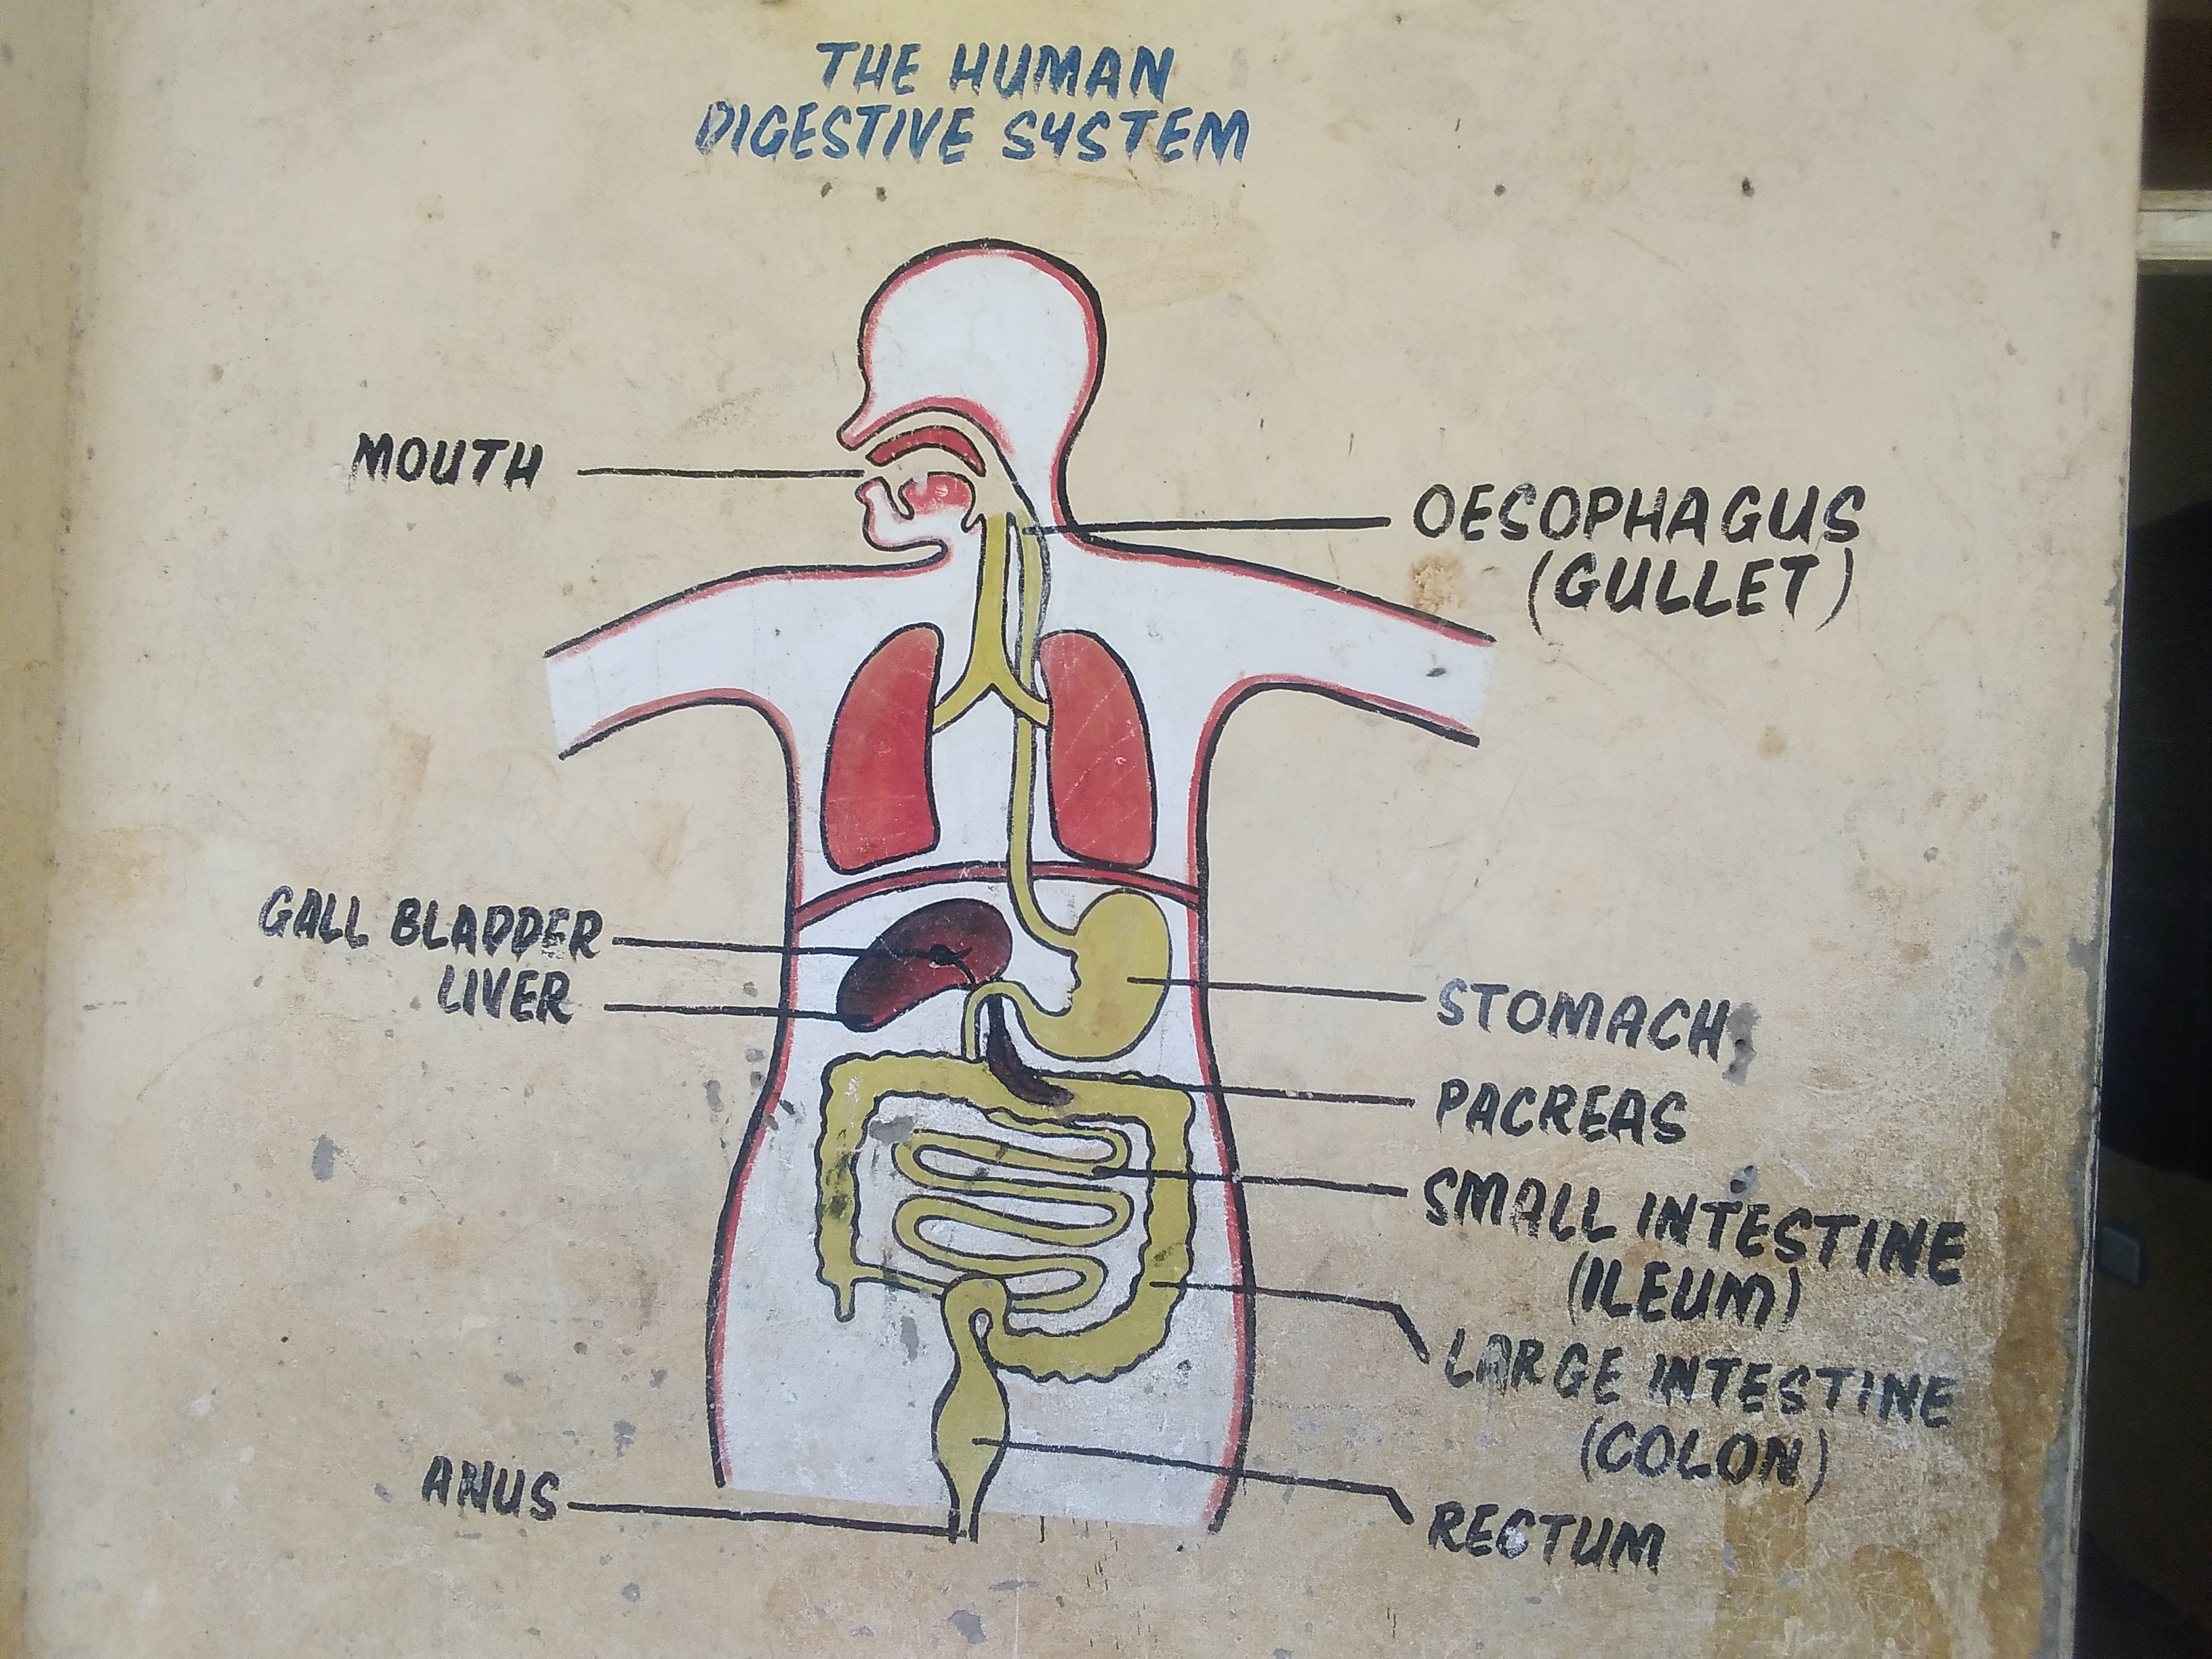 THE HUMAN
DIGESTIVE SYSTEM
MOUTH
OESOPHAGUS
(GULLET)
GALL BLADDER
LIVER
STOMACH
PACREAS
SMALL INTESTINE
(ILEUM)
LARGE INTESTINE
(COLON)
ANUS
RECTUM